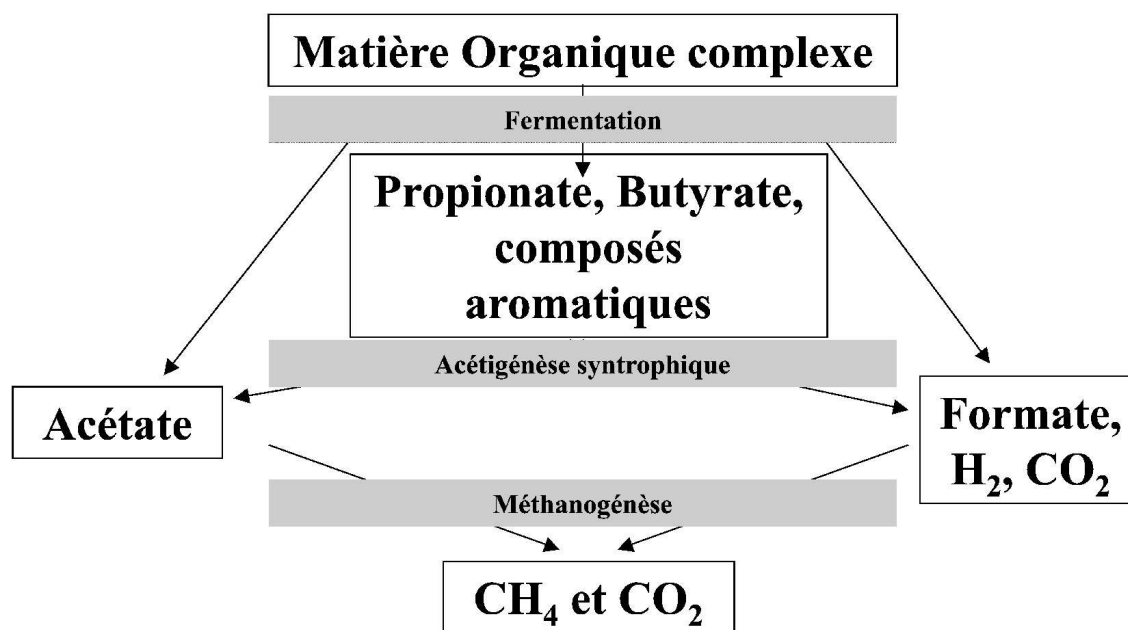 Matière Organique complexe
Fermentation
Propionate, Butyrate,
composés
aromatiques
Acétigénèse syntrophique
Acétate
Formate,
H₂, CO₂
Méthanogénèse
CH₄ et CO₂